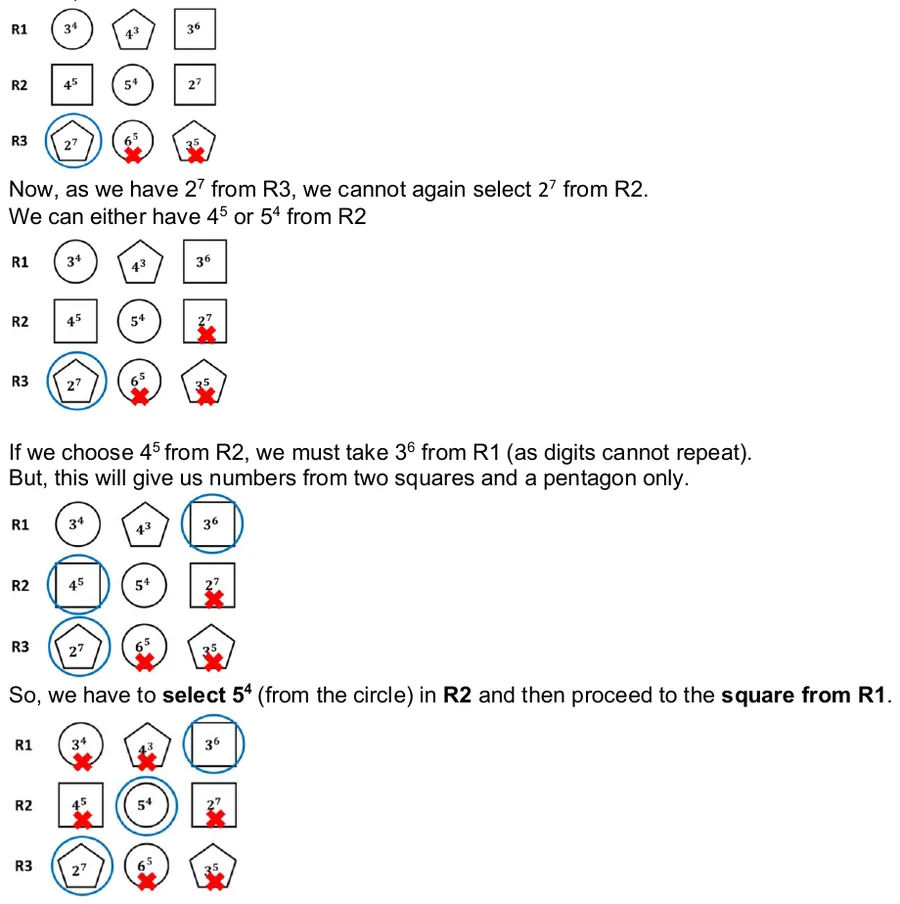 R1 3⁴ 4³ 3⁶
R2 4⁵ 5⁴ 2⁷
R3 2⁷ 6⁵ 3⁵
Now, as we have 2⁷ from R3, we cannot again select 2⁷ from R2.
We can either have 4⁵ or 5⁴ from R2
R1 3⁴ 4³ 3⁶
R2 4⁵ 5⁴ 2⁷
R3 2⁷ 6⁵ 3⁵
If we choose 4⁵ from R2, we must take 3⁶ from R1 (as digits cannot repeat).
But, this will give us numbers from two squares and a pentagon only.
R1 3⁴ 4³ 3⁶
R2 4⁵ 5⁴ 2⁷
R3 2⁷ 6⁵ 3⁵
So, we have to select 5⁴ (from the circle) in R2 and then proceed to the square from R1.
R1 3⁴ 4³ 3⁶
R2 4⁵ 5⁴ 2⁷
R3 2⁷ 6⁵ 3⁵